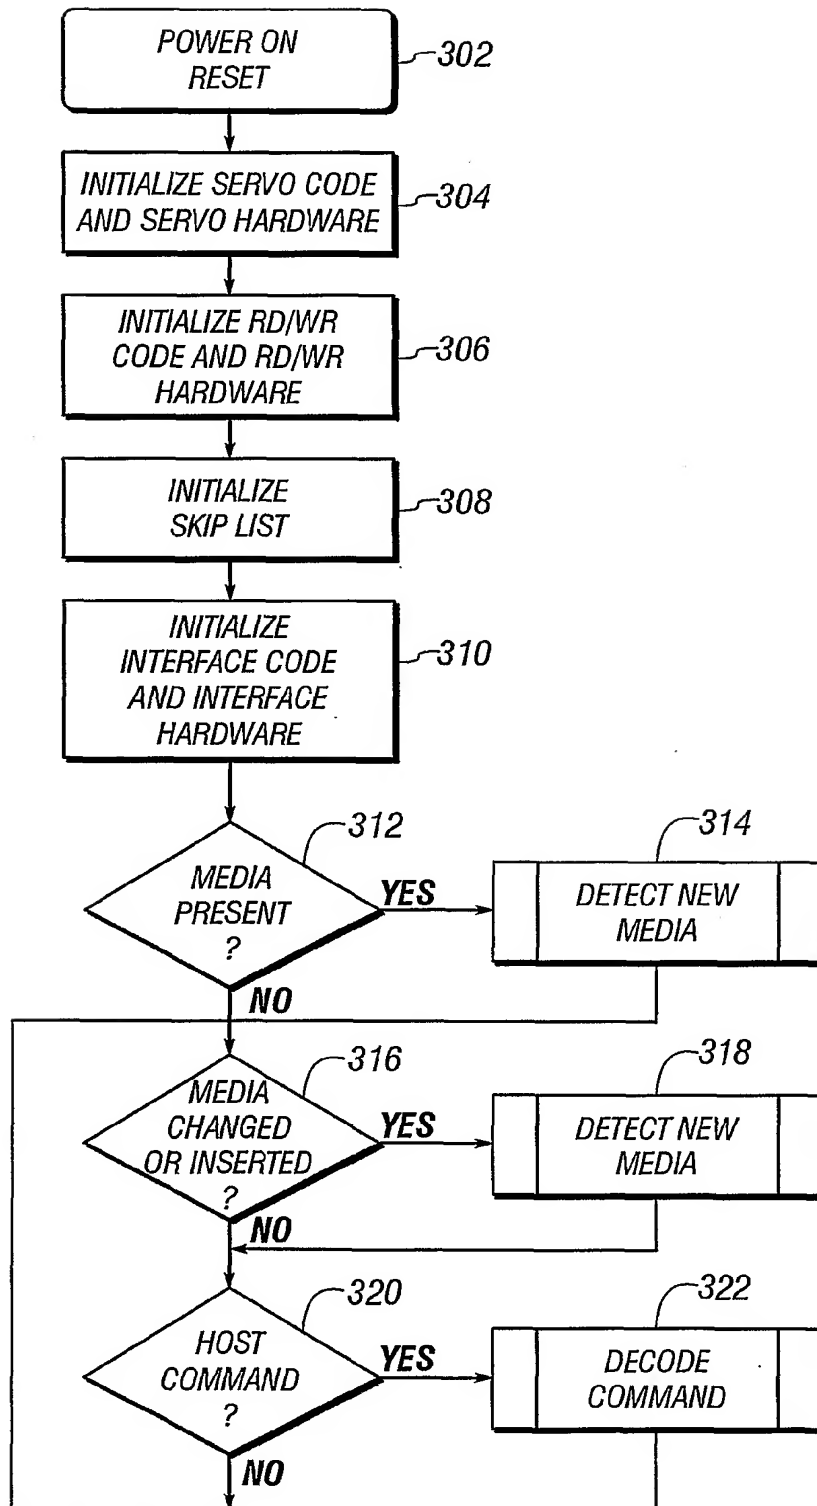 POWER ON
RESET
302
INITIALIZE SERVO CODE
AND SERVO HARDWARE
304
INITIALIZE RD/WR
CODE AND RD/WR
HARDWARE
306
INITIALIZE
SKIP LIST
308
INITIALIZE
INTERFACE CODE
AND INTERFACE
HARDWARE
310
312
MEDIA
PRESENT
?
YES
NO
314
DETECT NEW
MEDIA
316
MEDIA
CHANGED
OR INSERTED
?
YES
NO
318
DETECT NEW
MEDIA
320
HOST
COMMAND
?
YES
NO
322
DECODE
COMMAND